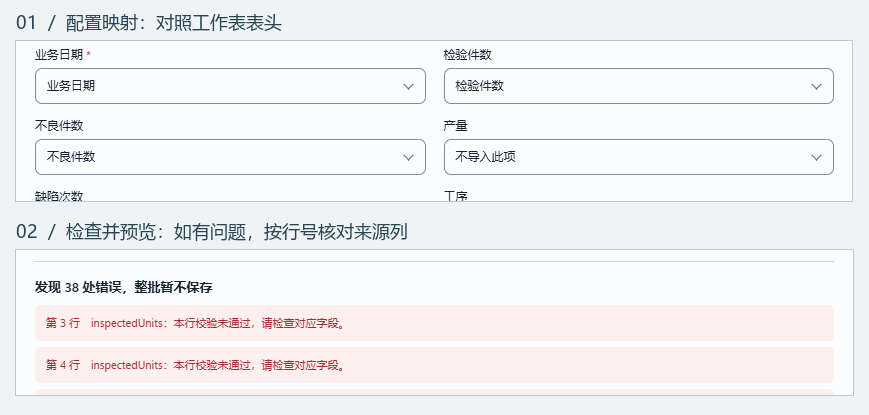 01 / 配置映射：对照工作表表头
业务日期 * 检验件数
业务日期 检验件数
不良件数 产量
不良件数 不导入此项
缺陷次数 工序
02 / 检查并预览：如有问题，按行号核对来源列
发现 38 处错误，整批暂不保存
第 3 行 inspectedUnits：本行校验未通过，请检查对应字段。
第 4 行 inspectedUnits：本行校验未通过，请检查对应字段。